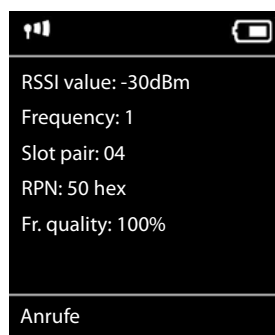 RSSI value: -30dBm
Frequency: 1
Slot pair: 04
RPN: 50 hex
Fr. quality: 100%
Anrufe